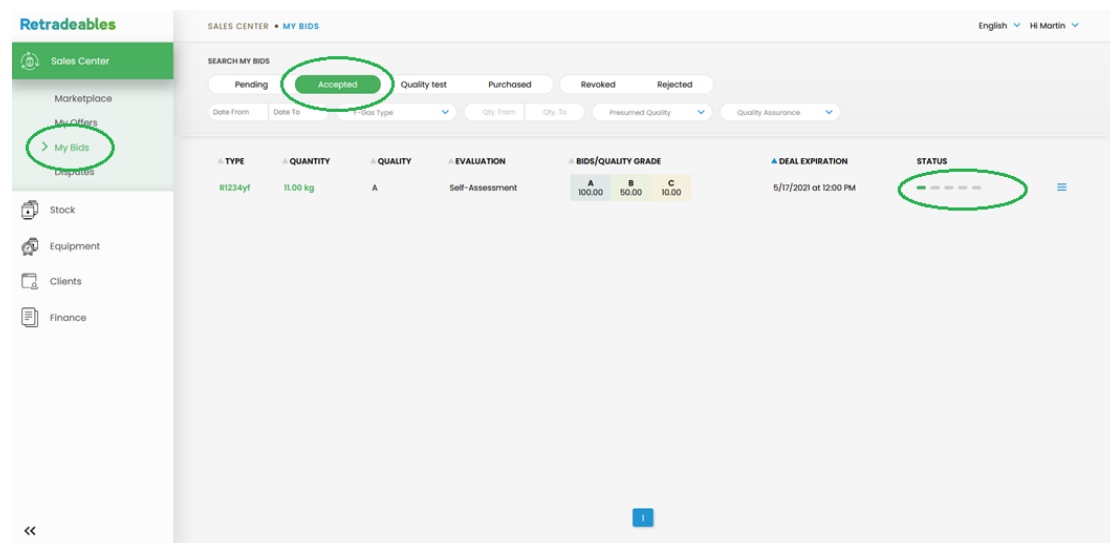 Retradeables
SALES CENTER • MY BIDS
English
Hi Martin
Sales Center
Marketplace
My Offers
My Bids
Disputes
Stock
Equipment
Clients
Finance
SEARCH MY BIDS
Pending Accepted Quality test Purchased Revoked Rejected
Date From Date To F-Gas Type Qty. From Qty. To Presumed Quality Quality Assurance
TYPE QUANTITY QUALITY EVALUATION BIDS/QUALITY GRADE DEAL EXPIRATION STATUS
R1234yf 11.00 kg A Self-Assessment A B C 5/17/2021 at 12:00 PM
100.00 50.00 10.00
1